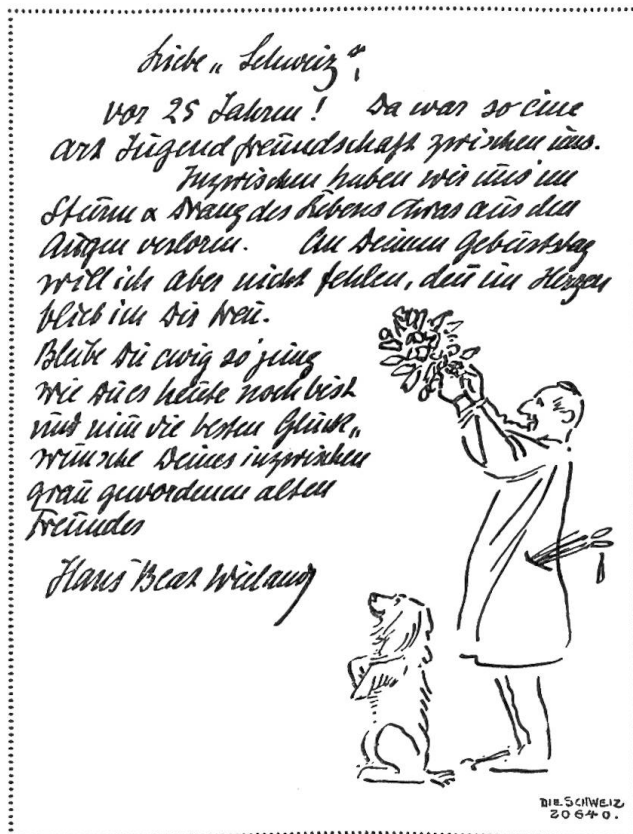 Liebe „Schweiz“!
vor 25 Jahren! Da war so eine
Art Jugendfreundschaft zwischen uns.
Inzwischen haben wir uns im
Sturm & Drang des Lebens etwas aus den
Augen verloren. An Deinem Geburtstag
will ich aber nicht fehlen, den̄ im Herzen
blieb ich Dir treu.
Bleibe Du ewig so jung
wie Du es heute noch bist
und nim̄ die besten Glück„
wünsche Deines inzwischen
grau gewordenen alten
Freundes
Hans Beat Wieland
DIE SCHWEIZ
20640.